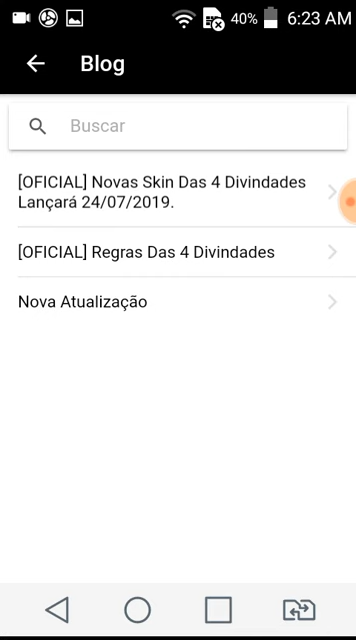 40% 6:23 AM
Blog
Buscar
[OFICIAL] Novas Skin Das 4 Divindades
Lançará 24/07/2019.
[OFICIAL] Regras Das 4 Divindades
Nova Atualização